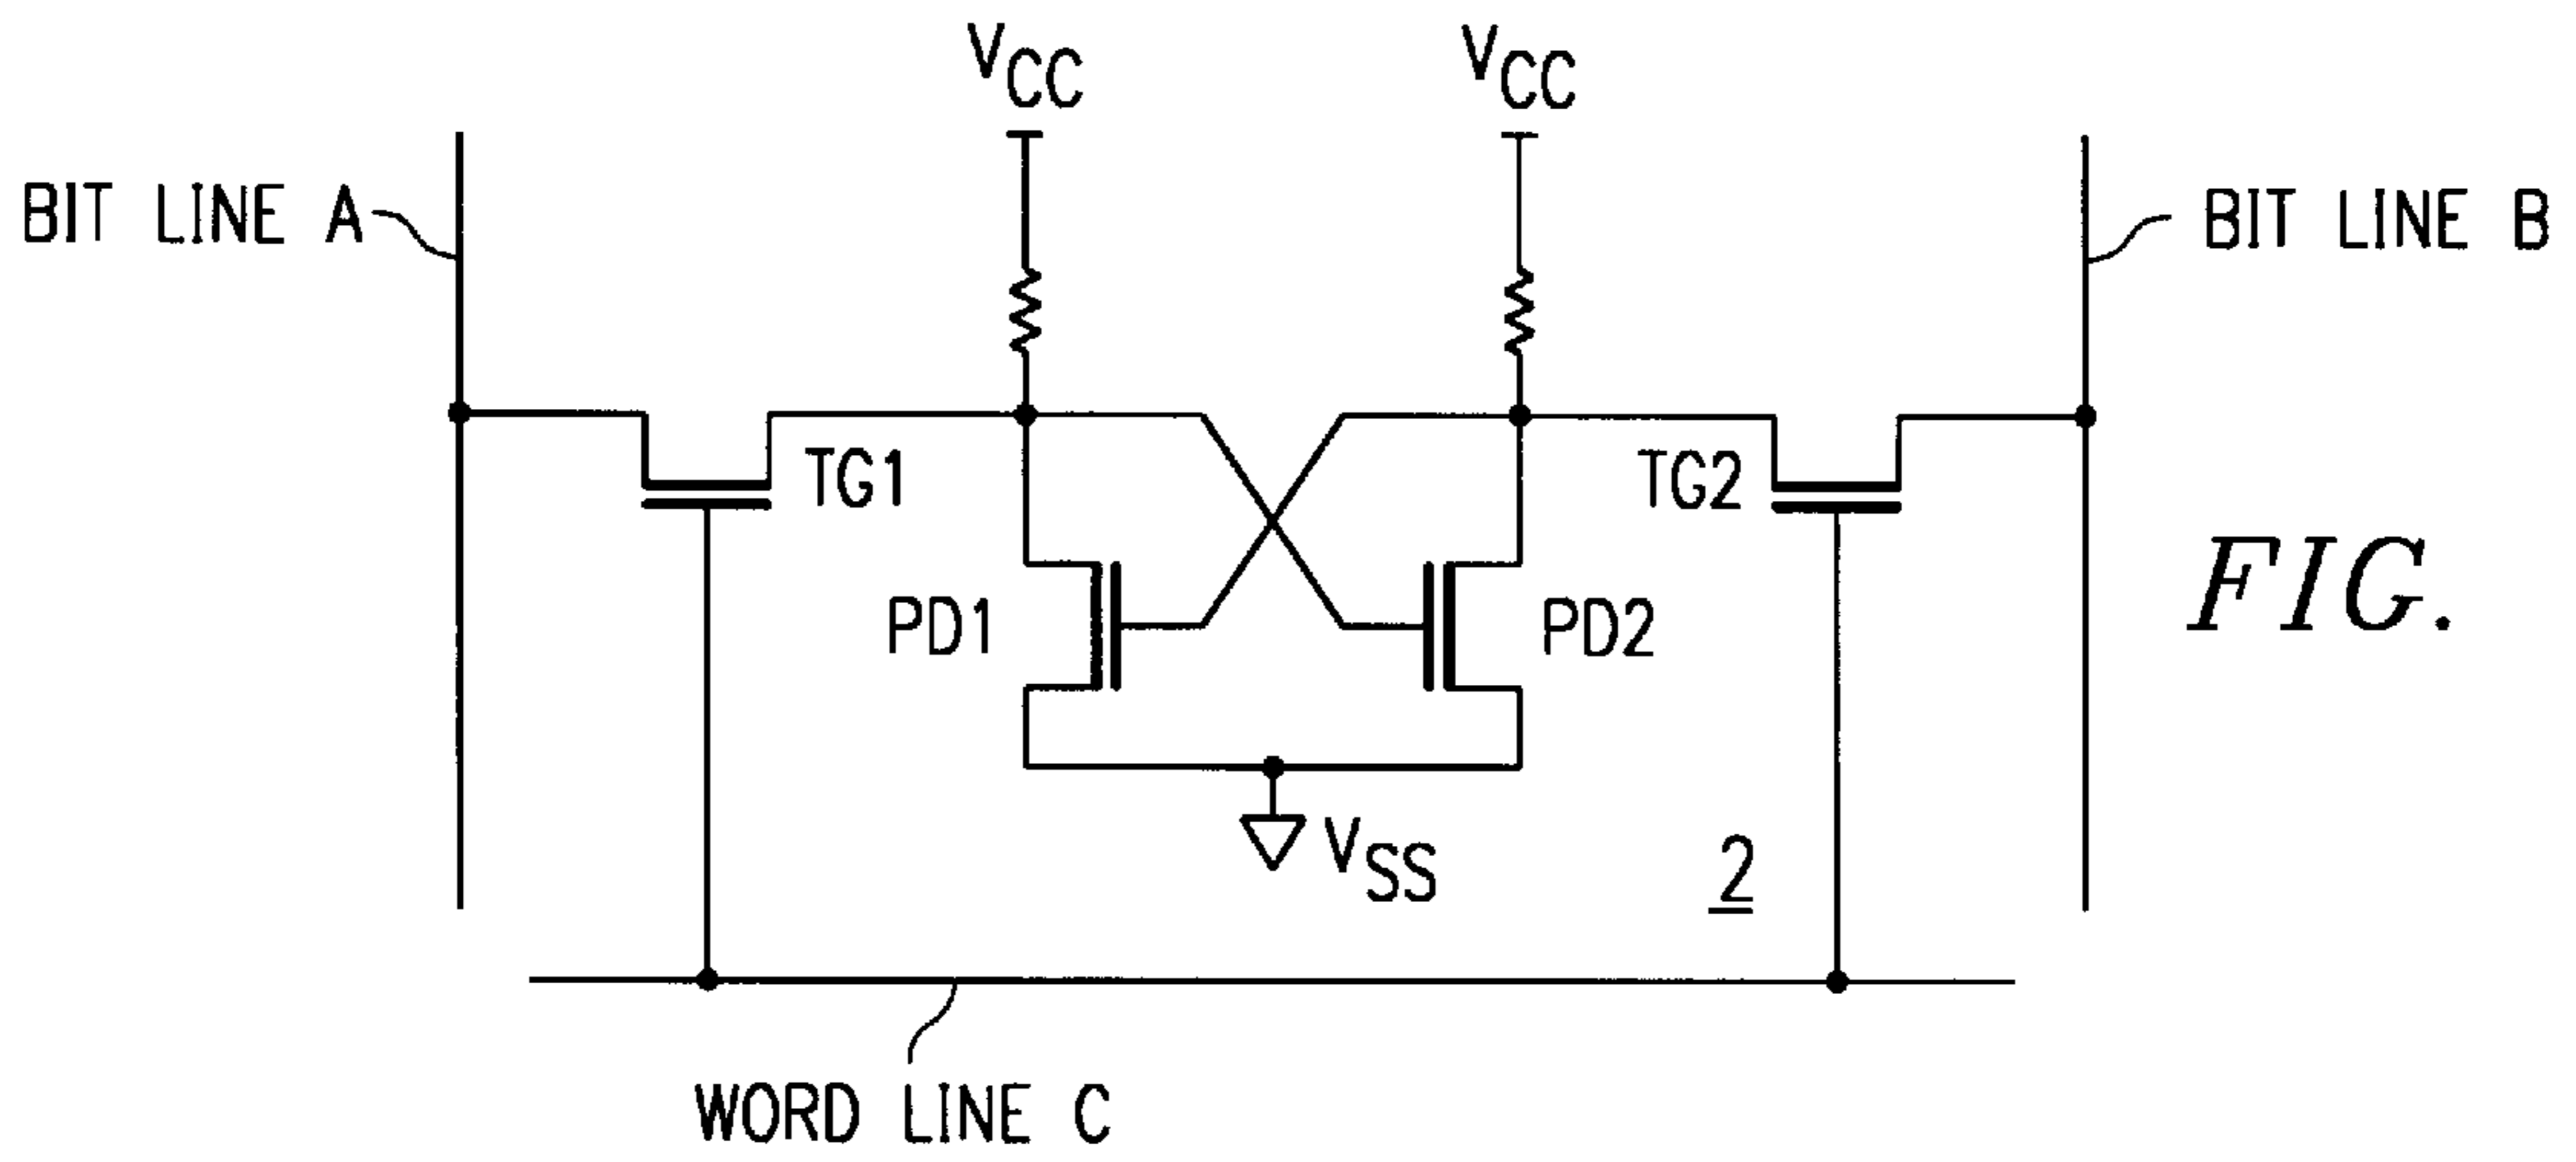 VCC
VCC
BIT LINE A
BIT LINE B
TG1
TG2
PD1
PD2
FIG.
VSS
2
WORD LINE C